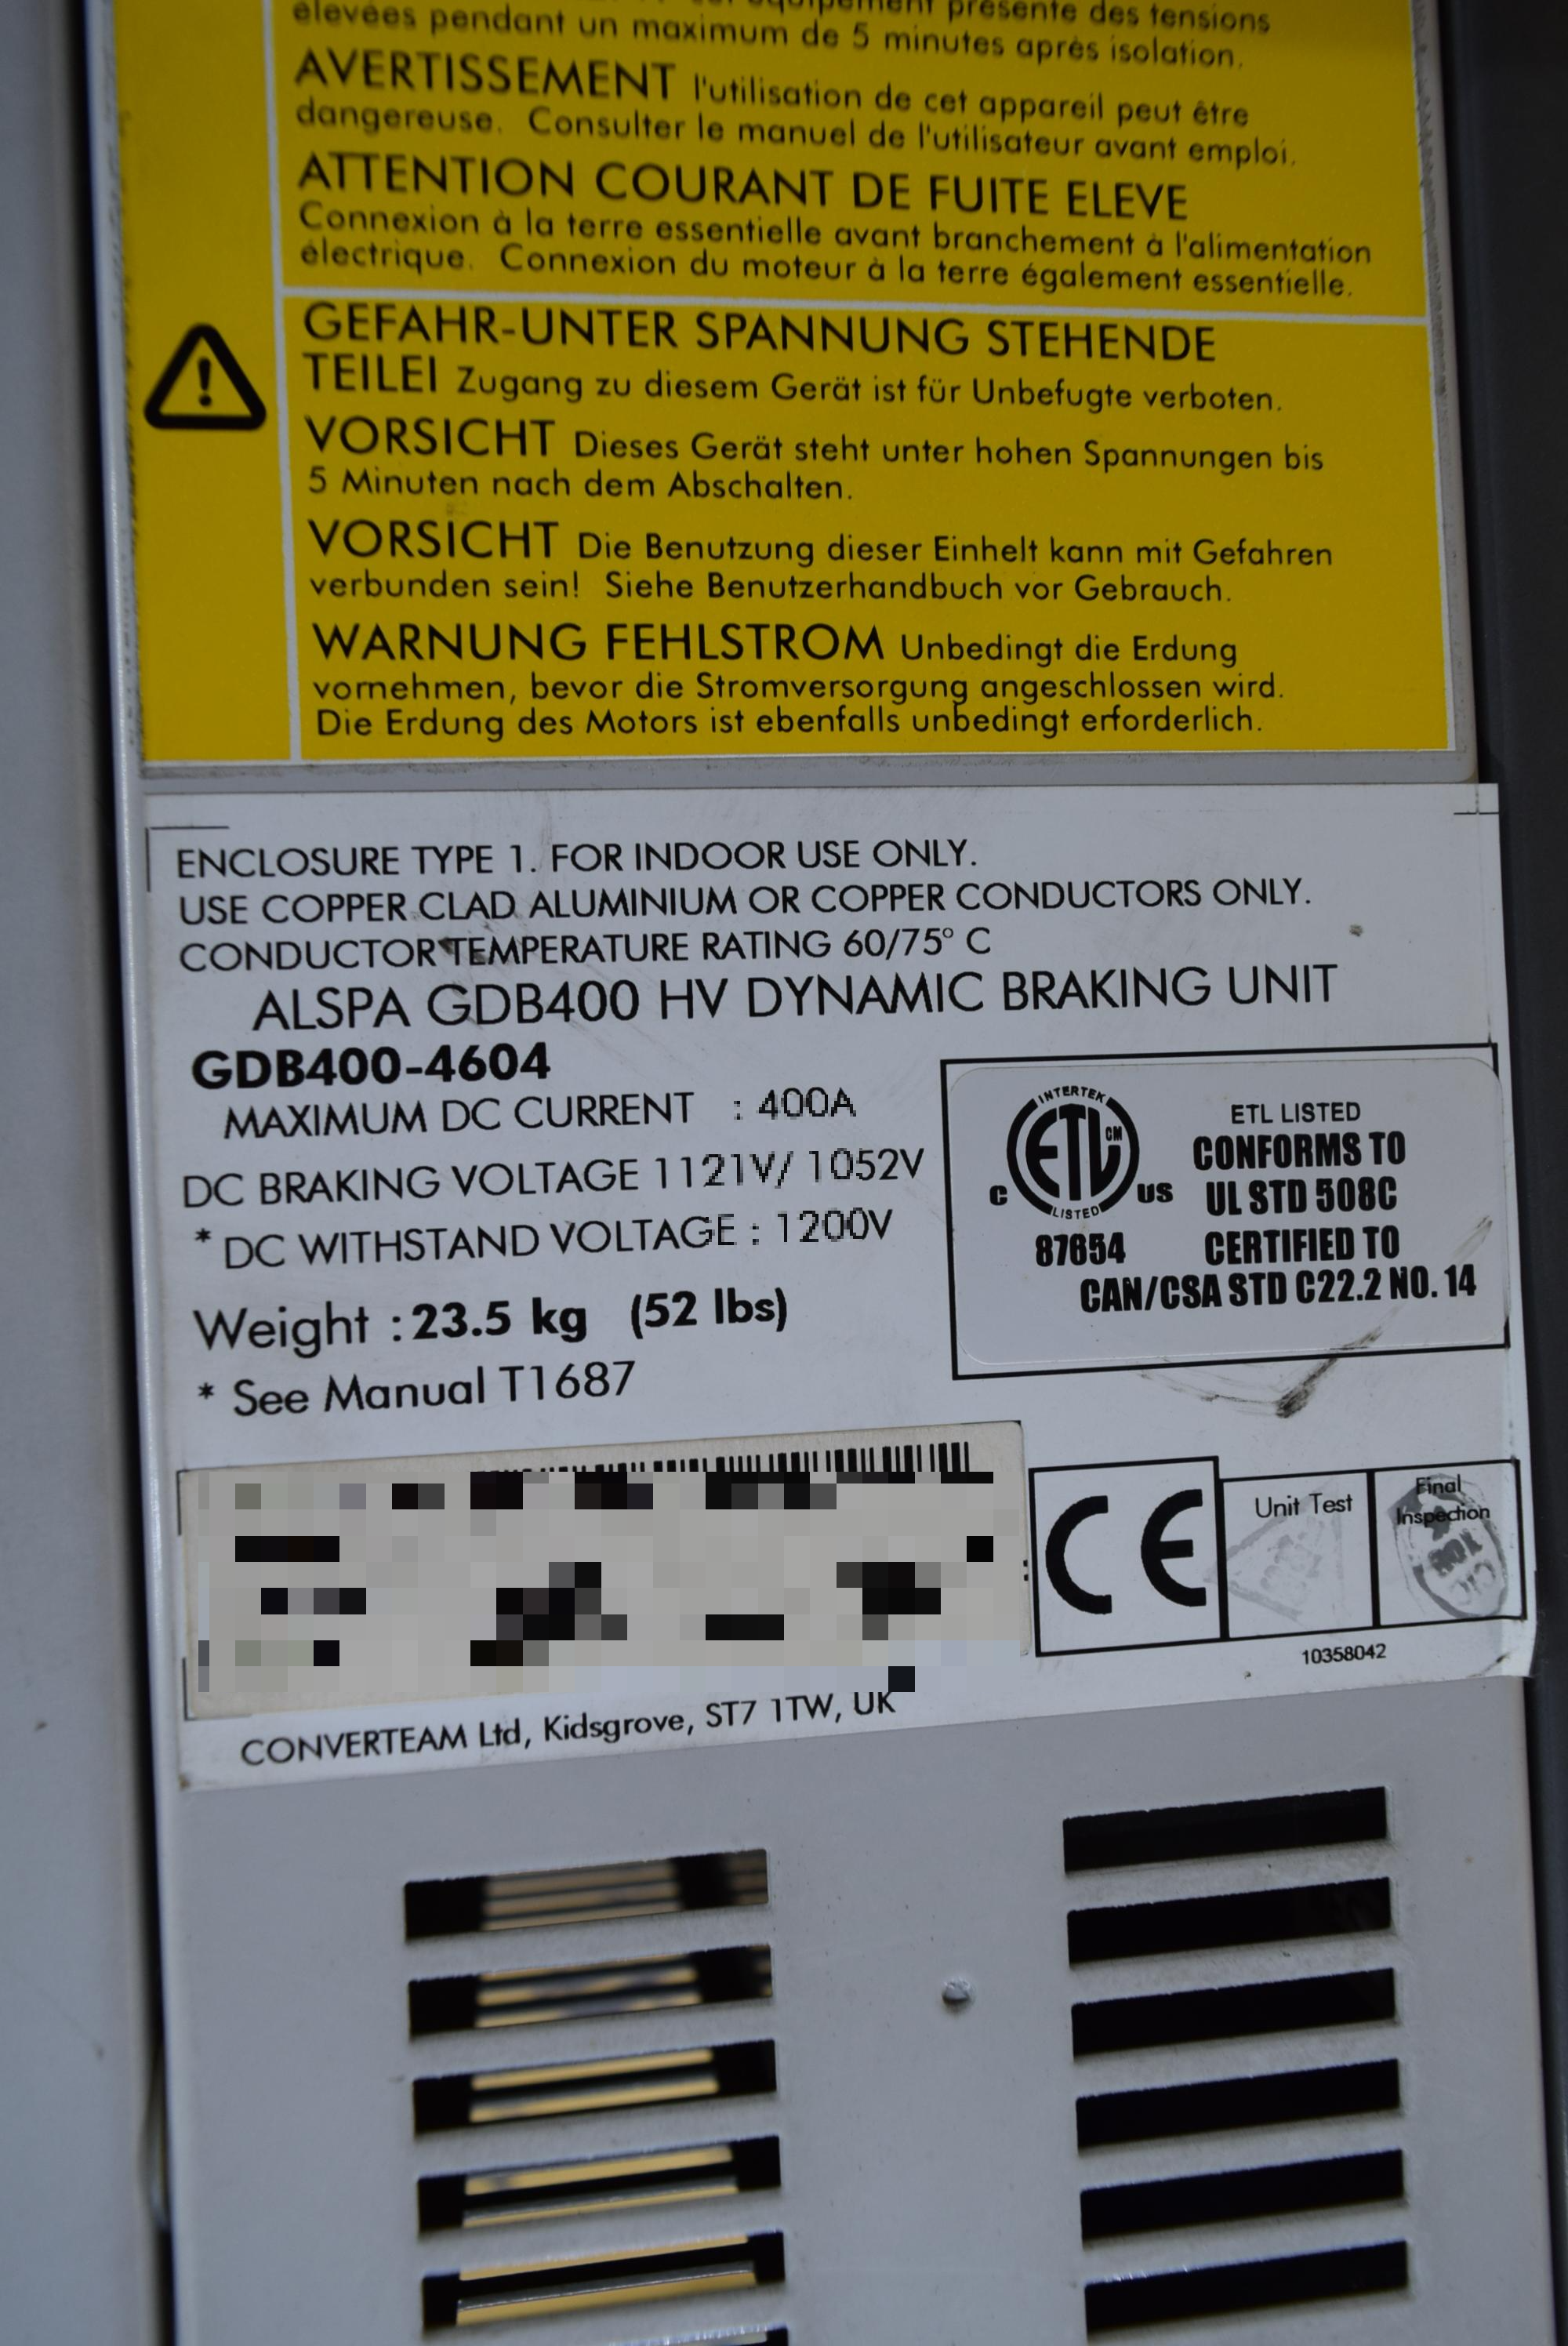 équipement présente des tensions
élevées pendant un maximum de 5 minutes après isolation.
AVERTISSEMENT l'utilisation de cet appareil peut être
dangereuse. Consulter le manuel de l'utilisateur avant emploi.
ATTENTION COURANT DE FUITE ELEVE
Connexion à la terre essentielle avant branchement à l'alimentation
électrique. Connexion du moteur à la terre également essentielle.
GEFAHR-UNTER SPANNUNG STEHENDE
TEILEI Zugang zu diesem Gerät ist für Unbefugte verboten.
VORSICHT Dieses Gerät steht unter hohen Spannungen bis
5 Minuten nach dem Abschalten.
VORSICHT Die Benutzung dieser Einhelt kann mit Gefahren
verbunden sein! Siehe Benutzerhandbuch vor Gebrauch.
WARNUNG FEHLSTROM Unbedingt die Erdung
vornehmen, bevor die Stromversorgung angeschlossen wird.
Die Erdung des Motors ist ebenfalls unbedingt erforderlich.
ENCLOSURE TYPE 1. FOR INDOOR USE ONLY.
USE COPPER CLAD ALUMINIUM OR COPPER CONDUCTORS ONLY.
CONDUCTOR TEMPERATURE RATING 60/75° C
ALSPA GDB400 HV DYNAMIC BRAKING UNIT
GDB400-4604
MAXIMUM DC CURRENT : 400A
DC BRAKING VOLTAGE 1121V/ 1052V
* DC WITHSTAND VOLTAGE : 1200V
Weight : 23.5 kg (52 lbs)
* See Manual T1687
INTERTEK
ETL CM
LISTED
C US
87654
ETL LISTED
CONFORMS TO
UL STD 508C
CERTIFIED TO
CAN/CSA STD C22.2 NO. 14
CE
Unit Test
Final
Inspection
10358042
CONVERTEAM Ltd, Kidsgrove, ST7 1TW, UK